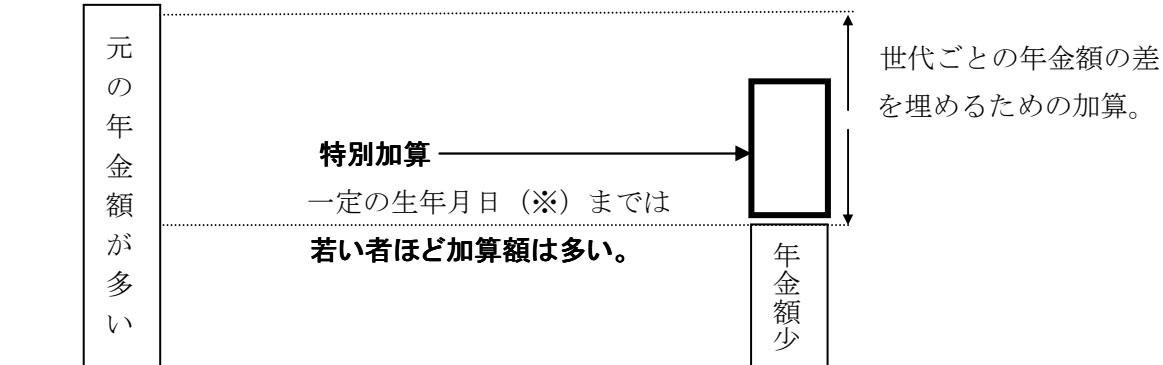 元の年金額が多い
特別加算
一定の生年月日（※）までは
若い者ほど加算額は多い。
世代ごとの年金額の差
を埋めるための加算。
年金額少